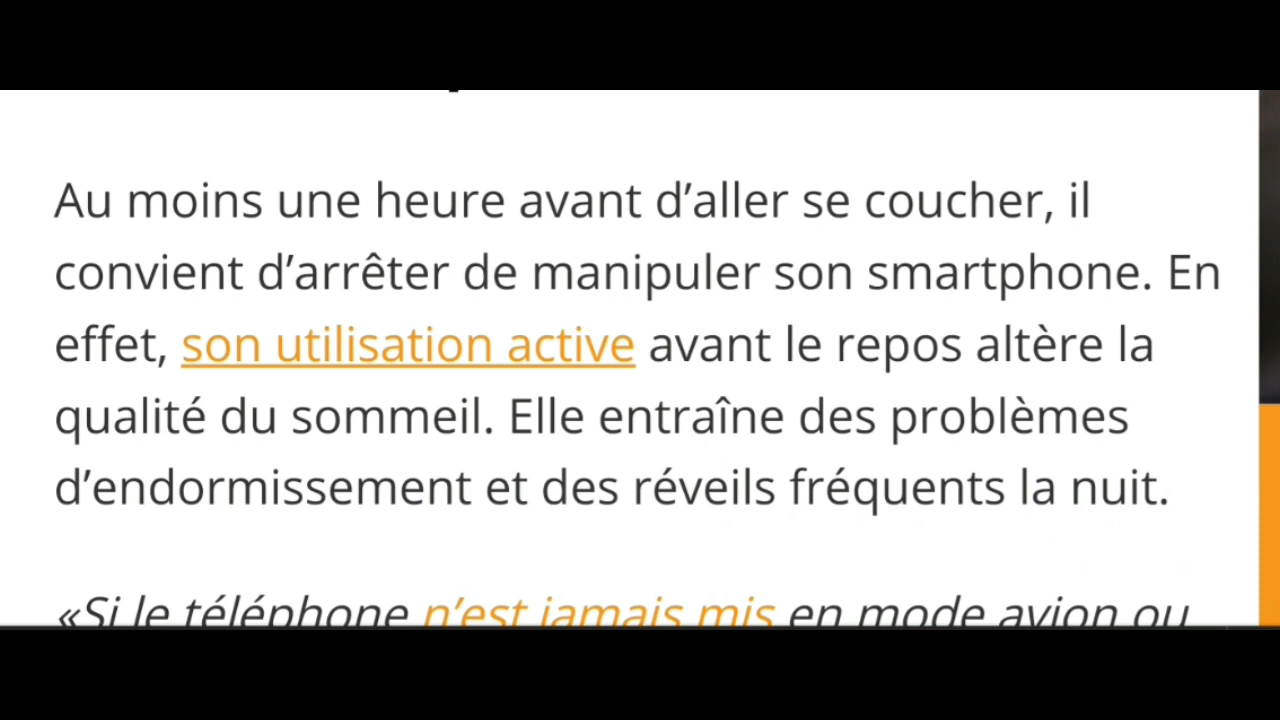 Au moins une heure avant d’aller se coucher, il
convient d’arrêter de manipuler son smartphone. En
effet, son utilisation active avant le repos altère la
qualité du sommeil. Elle entraîne des problèmes
d’endormissement et des réveils fréquents la nuit.
«Si le téléphone n’est jamais mis en mode avion ou